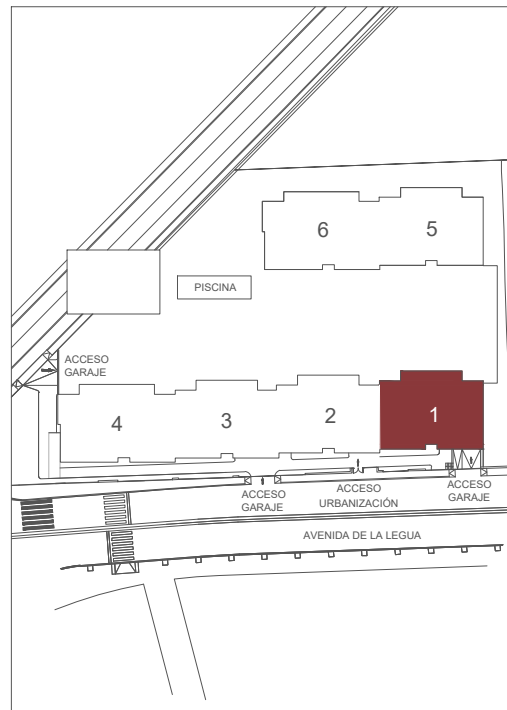 6
5
PISCINA
ACCESO
GARAJE
4
3
2
1
ACCESO
GARAJE
ACCESO
URBANIZACIÓN
ACCESO
GARAJE
AVENIDA DE LA LEGUA